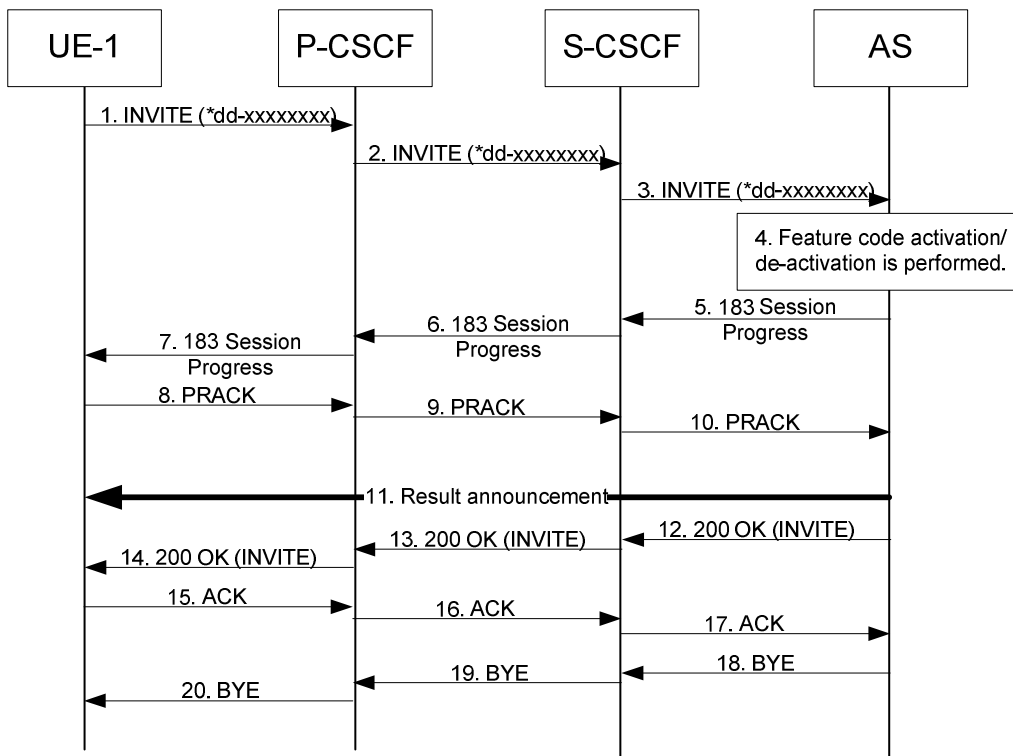 UE-1
P-CSCF
S-CSCF
AS
1. INVITE (*dd-xxxxxxxx)
2. INVITE (*dd-xxxxxxxx)
3. INVITE (*dd-xxxxxxxx)
4. Feature code activation/
de-activation is performed.
5. 183 Session
Progress
6. 183 Session
Progress
7. 183 Session
Progress
8. PRACK
9. PRACK
10. PRACK
11. Result announcement
12. 200 OK (INVITE)
13. 200 OK (INVITE)
14. 200 OK (INVITE)
15. ACK
16. ACK
17. ACK
18. BYE
19. BYE
20. BYE